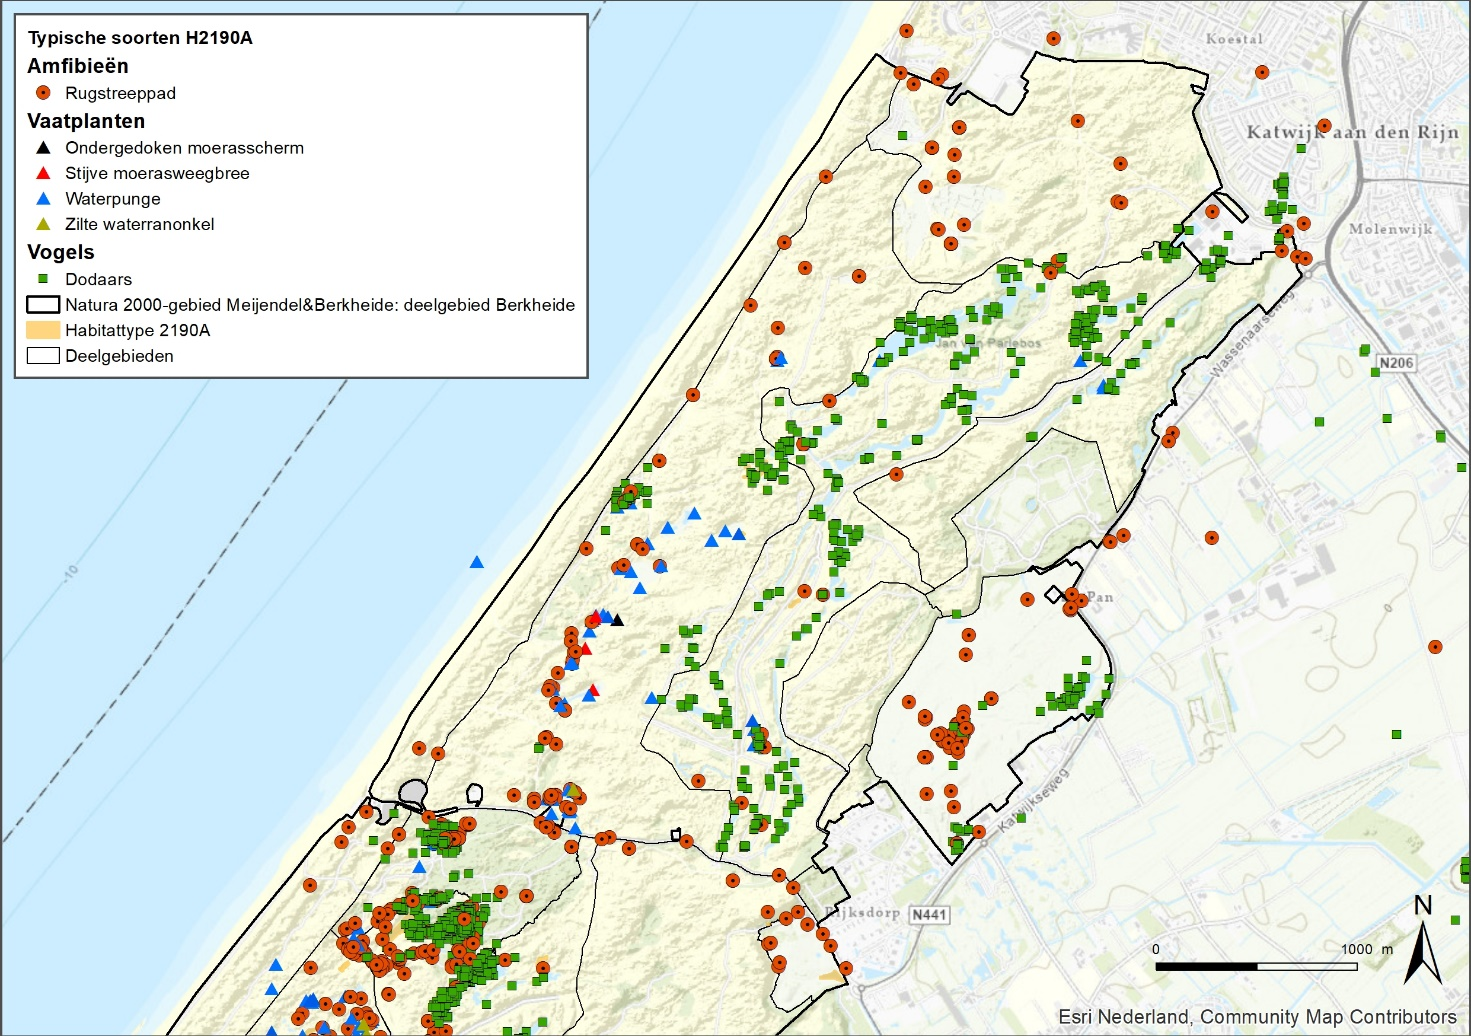 Typische soorten H2190A
Amfibieën
Rugstreeppad
Vaatplanten
Ondergedoken moerasscherm
Stijve moerasweegbree
Waterpunge
Zilte waterranonkel
Vogels
Dodaars
Natura 2000-gebied Meijendel&Berkheide: deelgebied Berkheide
Habitattype 2190A
Deelgebieden
Koestal
Katwijk aan den Rijn
Molenwijk
Wassenaarseweg
Jan van Parlebos
N206
-10
Pan
Katwijkseweg
Rijksdorp
N441
N
0 1000 m
Esri Nederland, Community Map Contributors